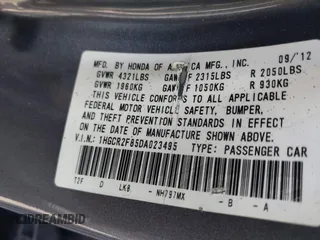 MFD. BY HONDA OF A CA MFG., INC. 09/12
GVWR 4321LBS GAW F 2315LBS R 2050LBS
GVWR 1960KG GAW F 1050KG R 930KG
THIS VEHICLE CONFORMS TO ALL APPLICABLE
FEDERAL MOTOR VEHICLE SAFETY, BUMPER,
AND THEFT PREVENTION STANDARDS IN EFFECT
ON THE DATE OF MANUFACTURE SHOWN ABOVE.
V.I.N.: 1HGCR2F85DA023495 TYPE: PASSENGER CAR
T2F D LKB. -NH797MX -B -A
DREAMBID